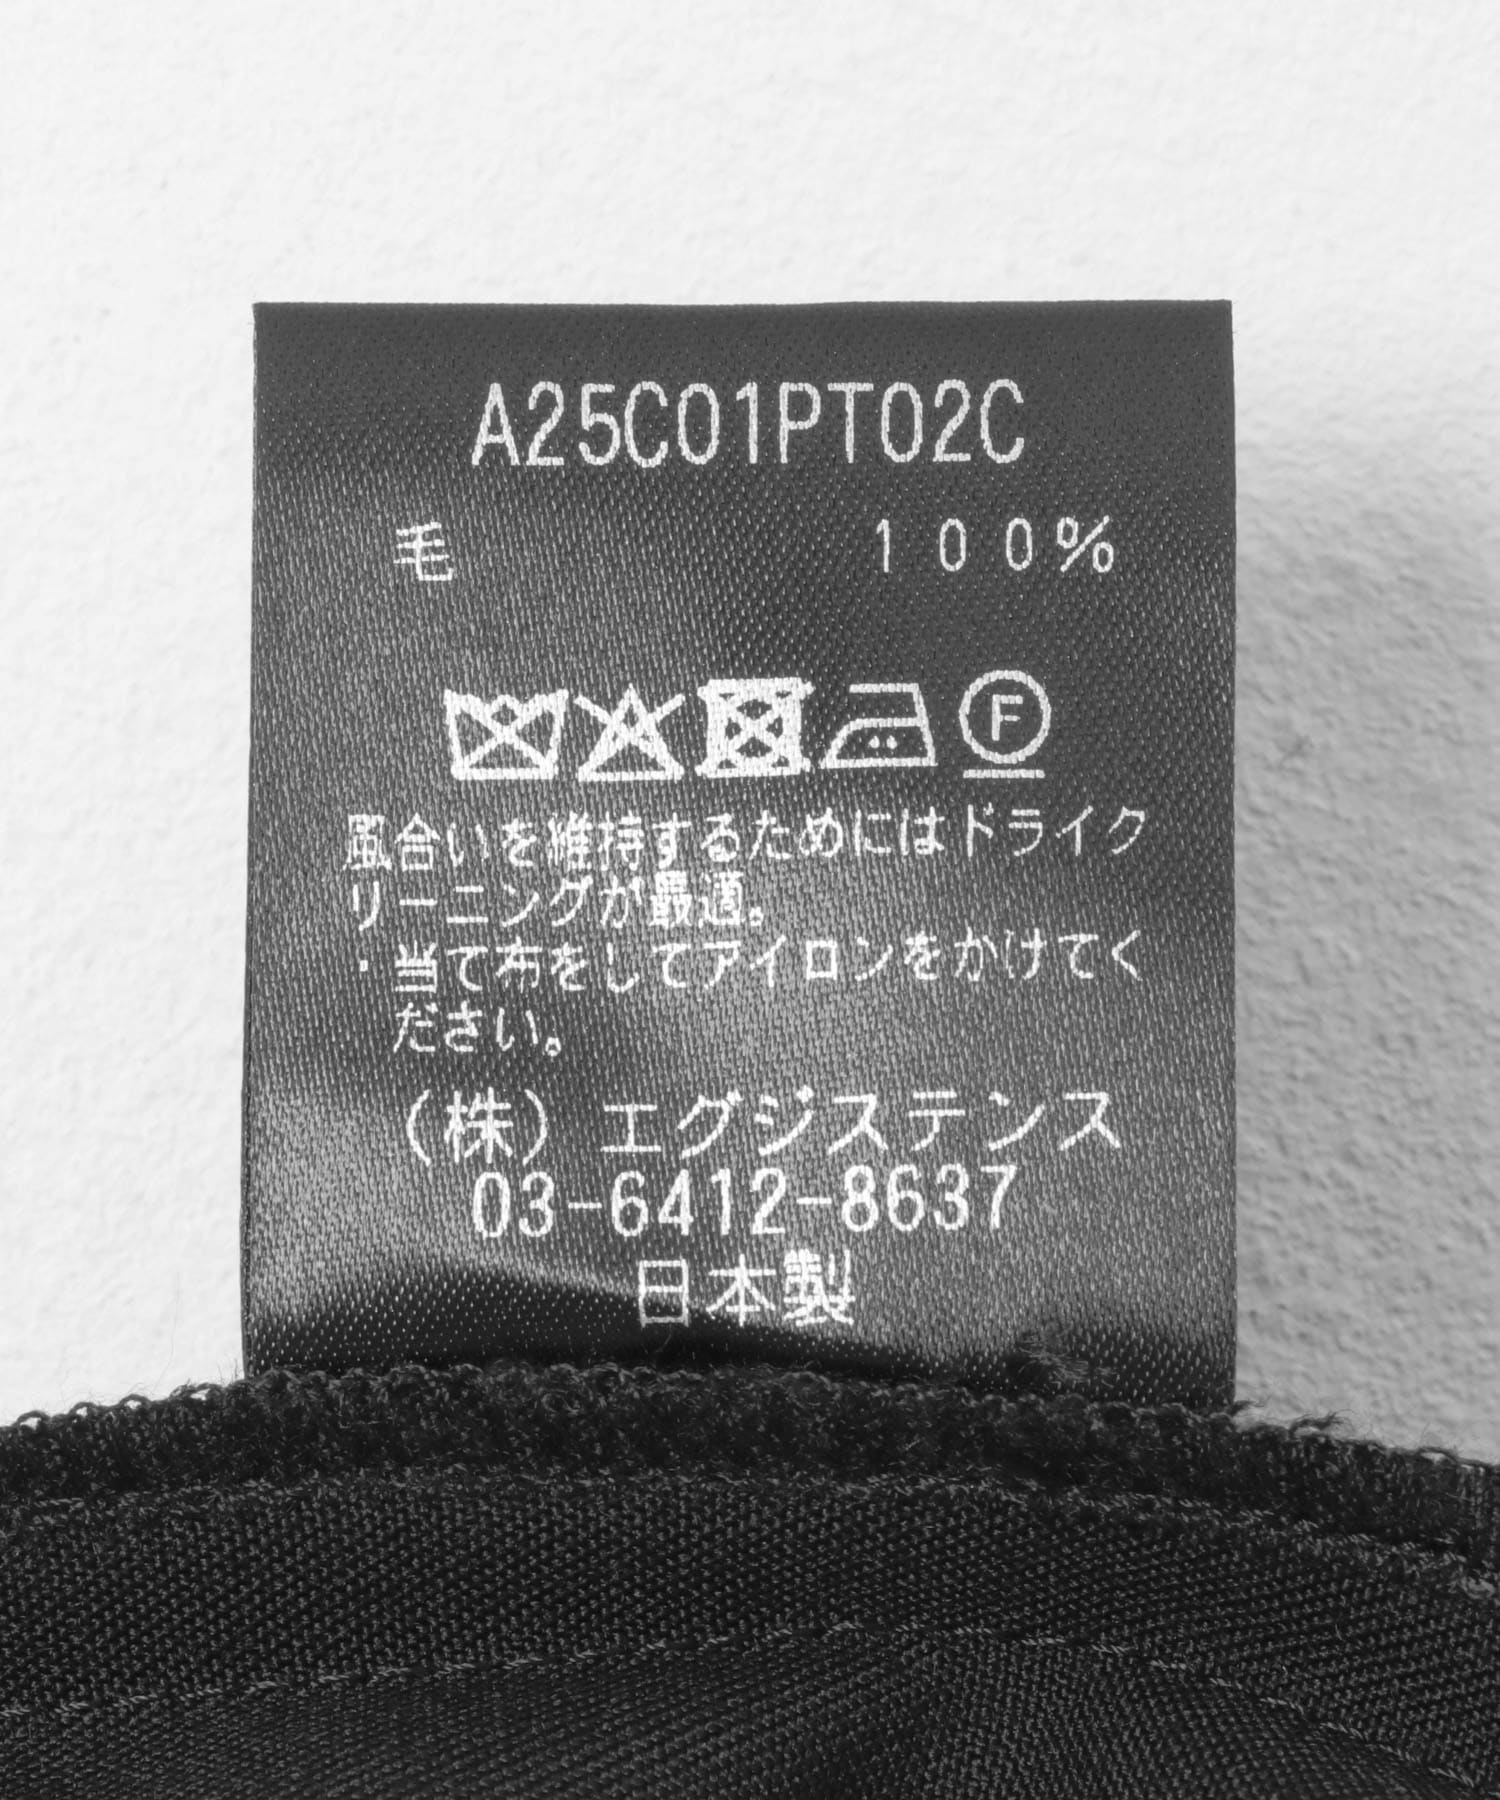 A25C01PT02C
毛 100%
F
風合いを維持するためにはドライク
リーニングが最適。
・当て布をしてアイロンをかけてく
ださい。
(株) エグジステンス
03-6412-8637
日本製